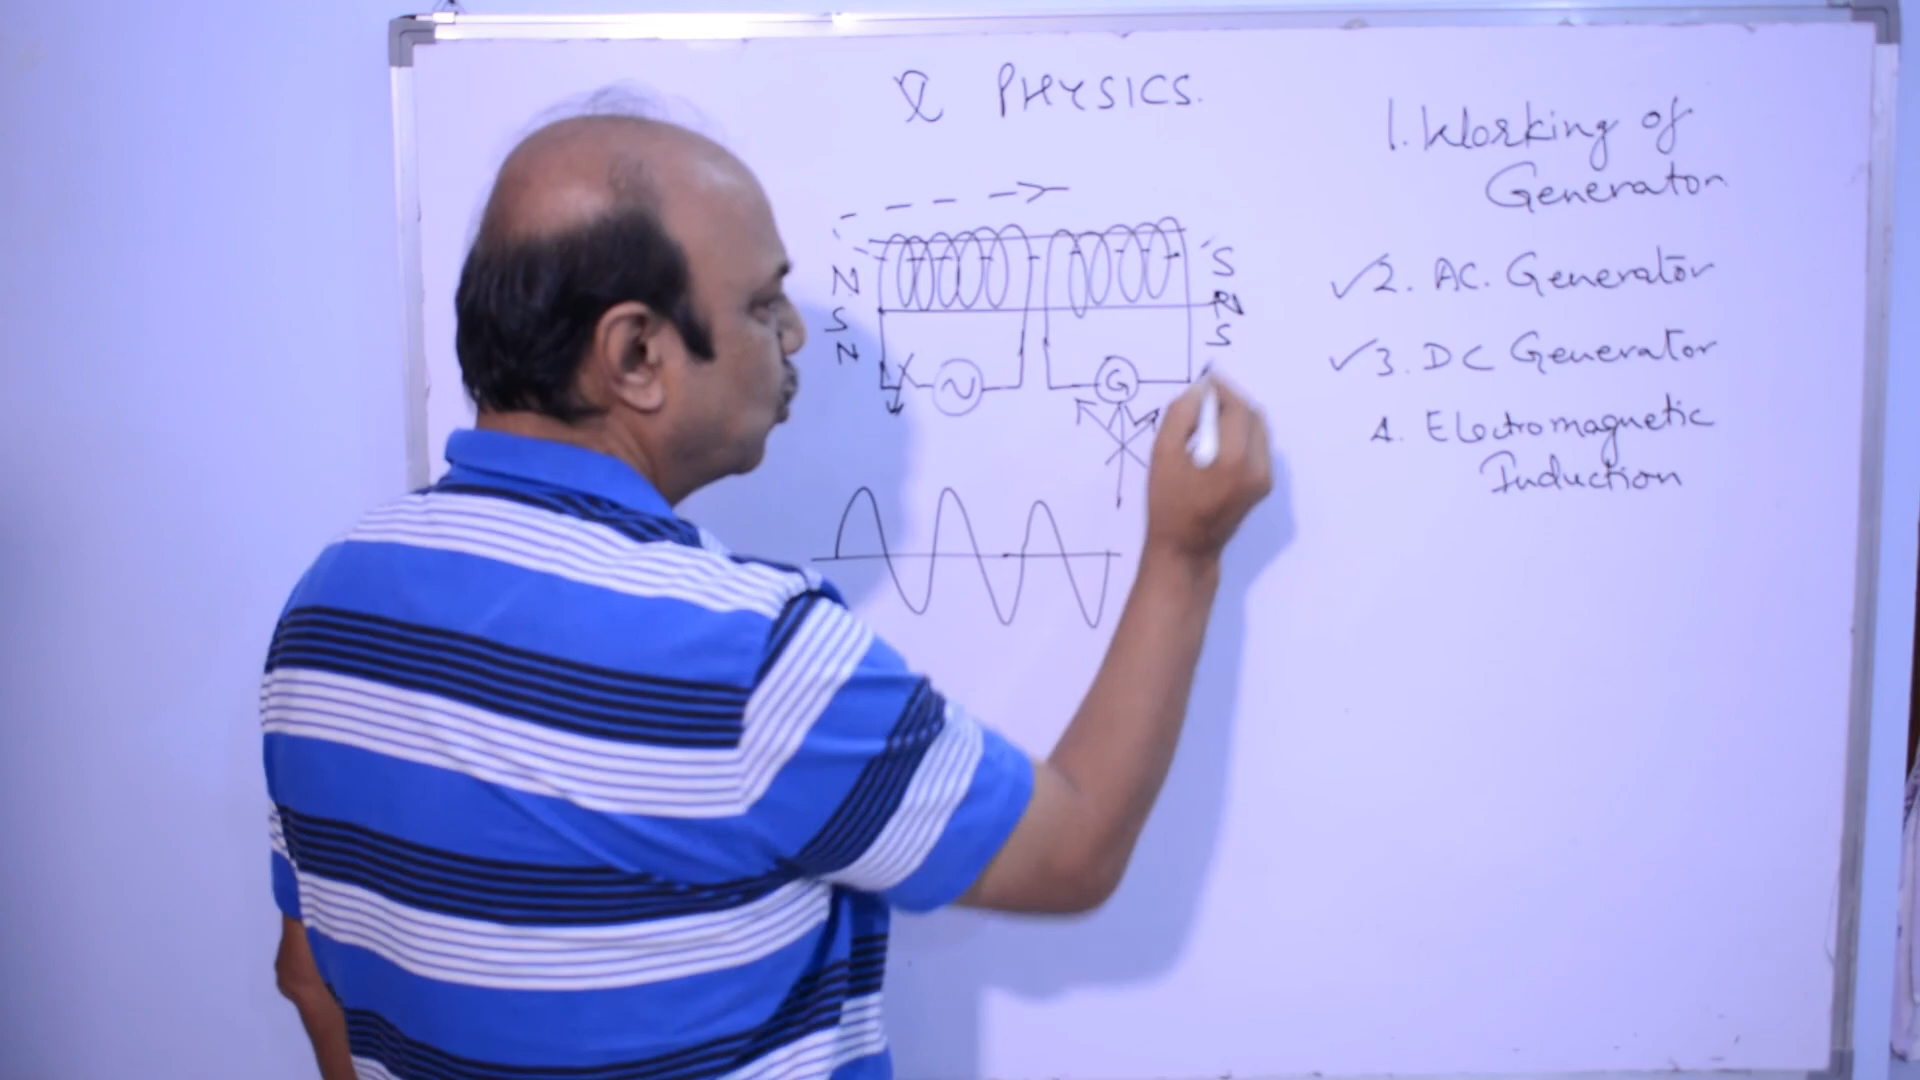 X PHYSICS.
1. Working of
Generator
✓2. AC. Generator
✓3. DC Generator
4. Electromagnetic
Induction
N
S
N
S
N
S
G